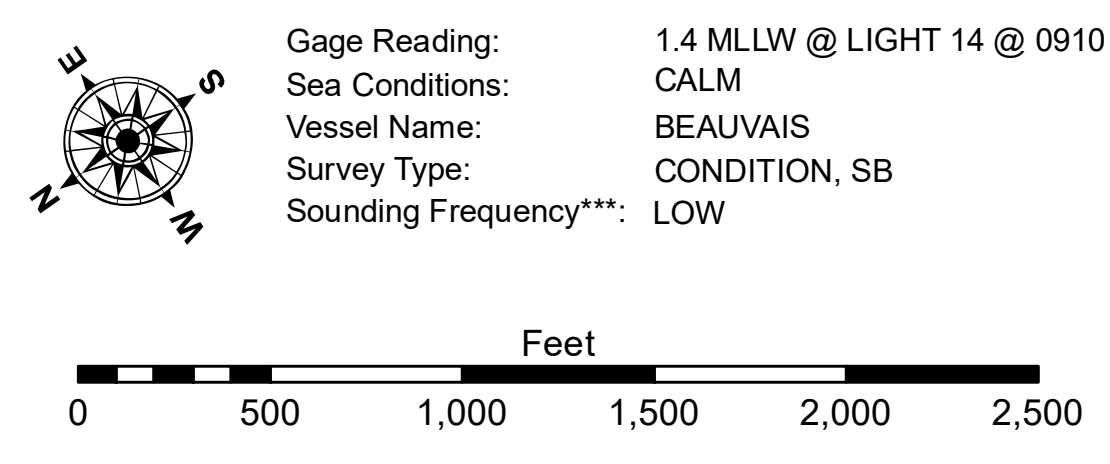 E
S
N
W
Gage Reading: 1.4 MLLW @ LIGHT 14 @ 0910
Sea Conditions: CALM
Vessel Name: BEAUVAIS
Survey Type: CONDITION, SB
Sounding Frequency***: LOW
Feet
0 500 1,000 1,500 2,000 2,500